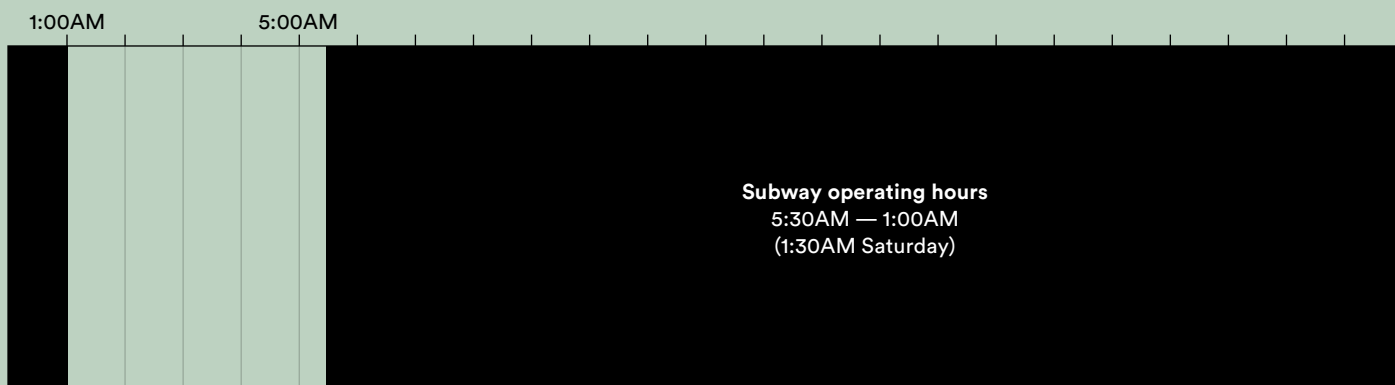 1:00AM 5:00AM
Subway operating hours
5:30AM — 1:00AM
(1:30AM Saturday)